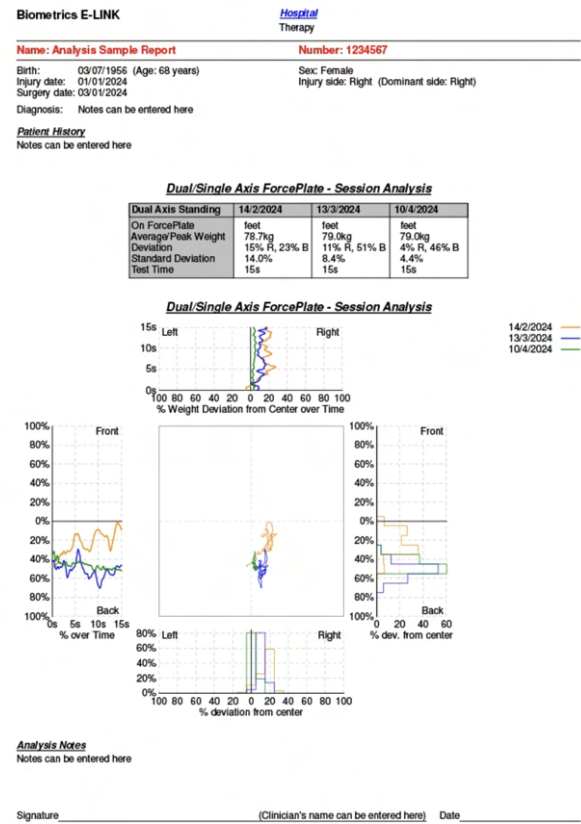 Biometrics E-LINK
Hospital
Therapy
Name: Analysis Sample Report Number: 1234567
Birth: 03/07/1956 (Age: 68 years) Sex: Female
Injury date: 01/01/2024 Injury side: Right (Dominant side: Right)
Surgery date: 03/01/2024
Diagnosis: Notes can be entered here
Patient History
Notes can be entered here
Dual/Single Axis ForcePlate - Session Analysis
Dual Axis Standing 14/2/2024 13/3/2024 10/4/2024
On ForcePlate feet feet feet
Average/Peak Weight 78.7kg 79.0kg 79.0kg
Deviation 15% R, 23% B 11% R, 51% B 4% R, 46% B
Standard Deviation 14.0% 8.4% 4.4%
Test Time 15s 15s 15s
Dual/Single Axis ForcePlate - Session Analysis
14/2/2024
13/3/2024
10/4/2024
15s Left Right
10s
5s
0s
100 80 60 40 20 0 20 40 60 80 100
% Weight Deviation from Center over Time
100% Front
80%
60%
40%
20%
0%
20%
40%
60%
80%
100% Back
0s 5s 10s 15s
% over Time
100% Front
80%
60%
40%
20%
0%
20%
40%
60%
80%
100% Back
0 20 40 60
% dev. from center
80% Left Right
60%
40%
20%
0%
100 80 60 40 20 0 20 40 60 80 100
% deviation from center
Analysis Notes
Notes can be entered here
Signature (Clinician's name can be entered here) Date